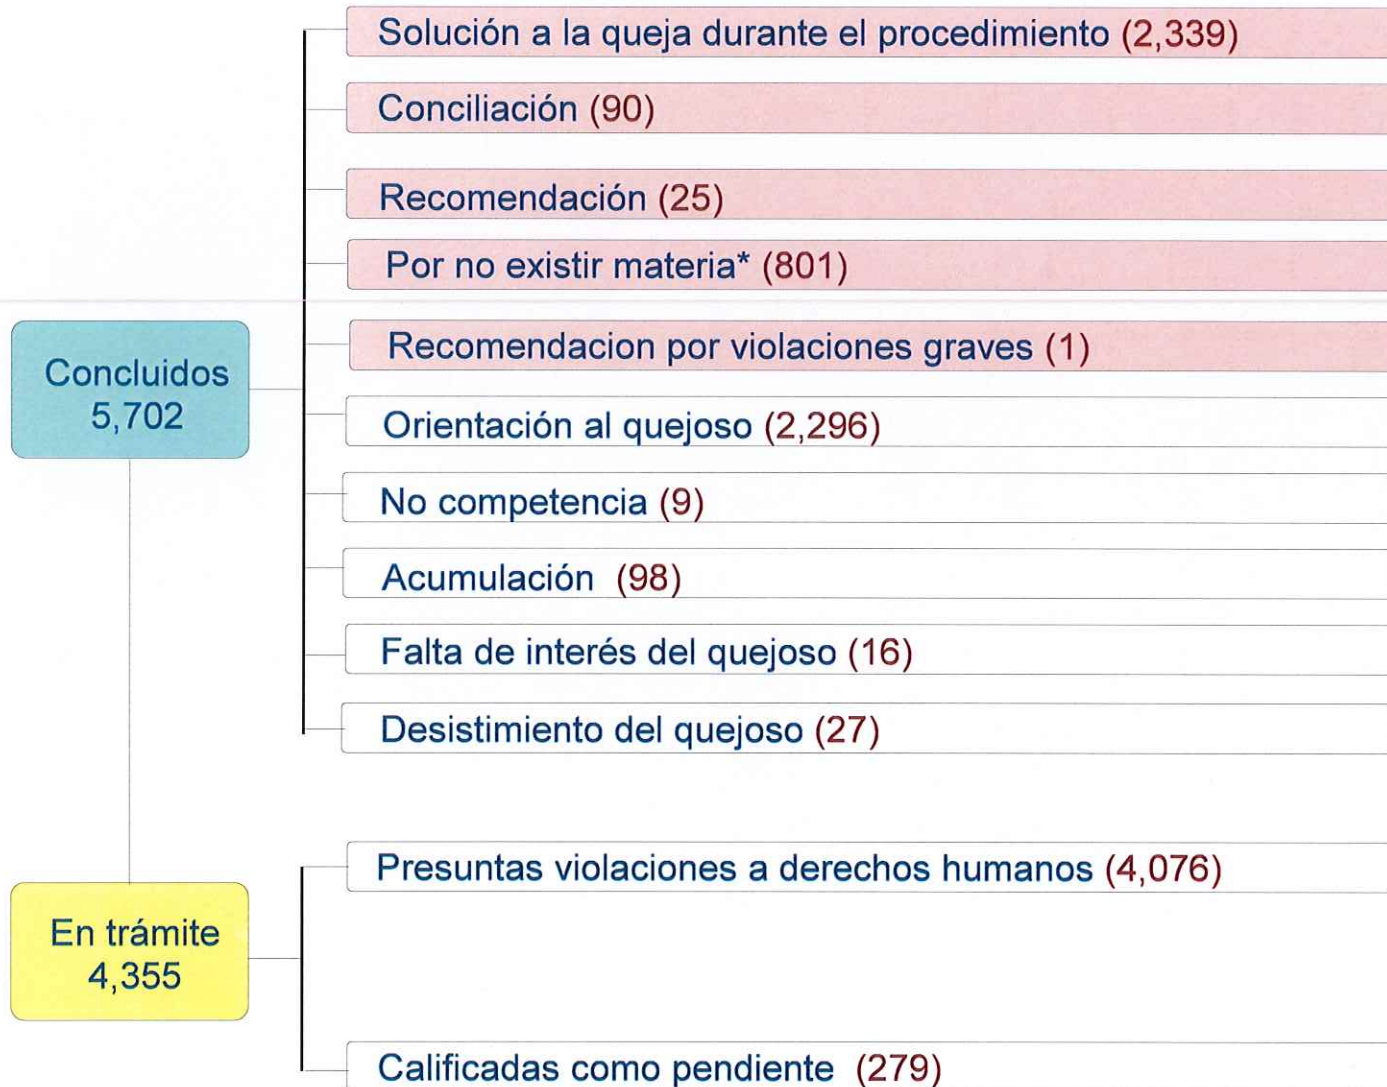 Solución a la queja durante el procedimiento (2,339)
Conciliación (90)
Recomendación (25)
Por no existir materia* (801)
Recomendacion por violaciones graves (1)
Concluidos
5,702
Orientación al quejoso (2,296)
No competencia (9)
Acumulación (98)
Falta de interés del quejoso (16)
Desistimiento del quejoso (27)
Presuntas violaciones a derechos humanos (4,076)
En trámite
4,355
Calificadas como pendiente (279)